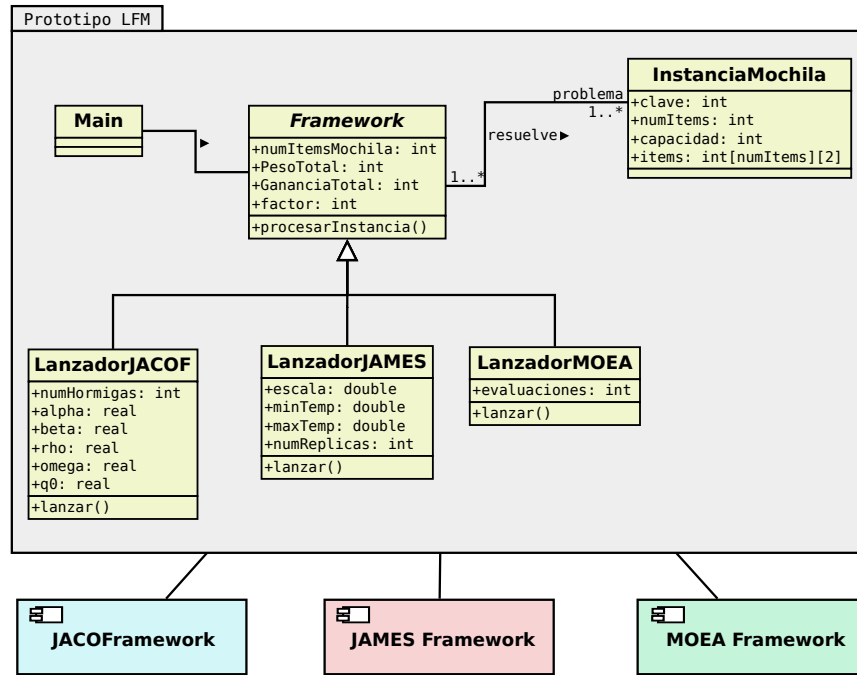 Prototipo LFM
Main
Framework
+numItemsMochila: int
+PesoTotal: int
+GananciaTotal: int
+factor: int
+procesarInstancia()
1..*
resuelve
problema
1..*
InstanciaMochila
+clave: int
+numItems: int
+capacidad: int
+items: int[numItems][2]
LanzadorJACOF
+numHormigas: int
+alpha: real
+beta: real
+rho: real
+omega: real
+q0: real
+lanzar()
LanzadorJAMES
+escala: double
+minTemp: double
+maxTemp: double
+numReplicas: int
+lanzar()
LanzadorMOEA
+evaluaciones: int
+lanzar()
JACOFramework
JAMES Framework
MOEA Framework